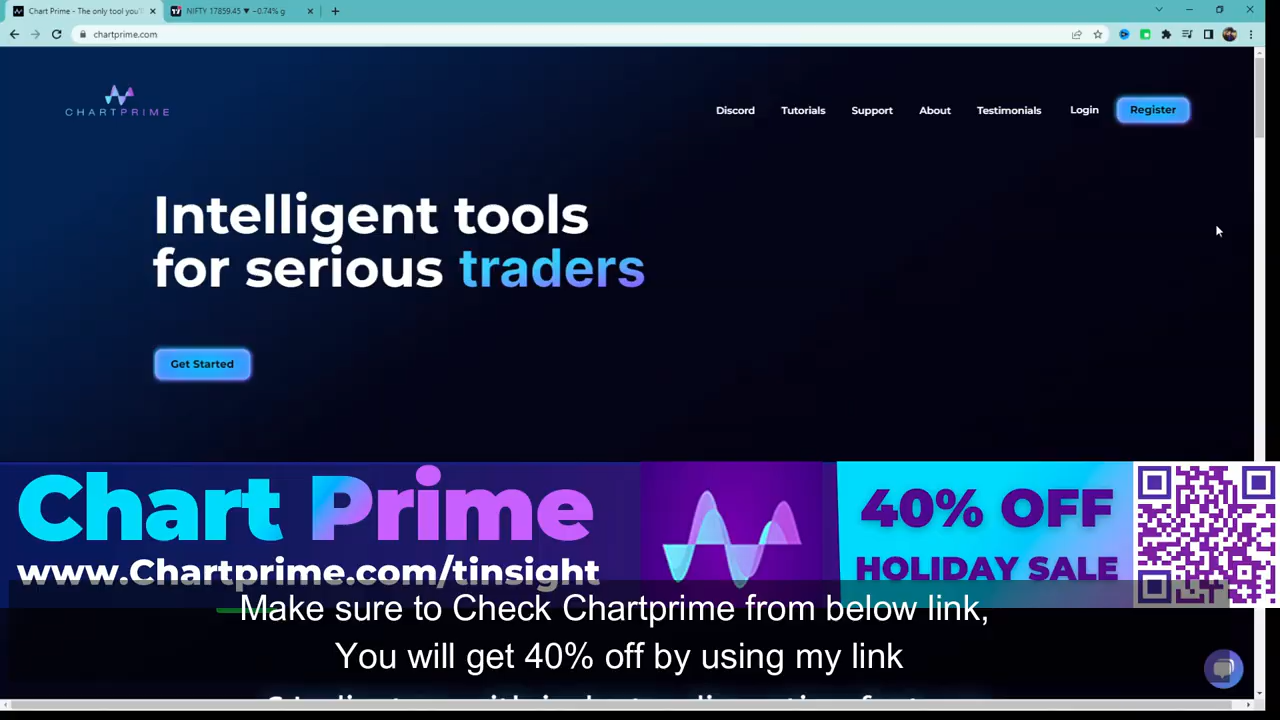 Chart Prime - The only tool you'l
NIFTY 17859.45 ▼ −0.74% g
chartprime.com
CHARTPRIME
Discord
Tutorials
Support
About
Testimonials
Login
Register
Intelligent tools
for serious traders
Get Started
Chart Prime
www.Chartprime.com/tinsight
40% OFF
HOLIDAY SALE
Make sure to Check Chartprime from below link,
You will get 40% off by using my link